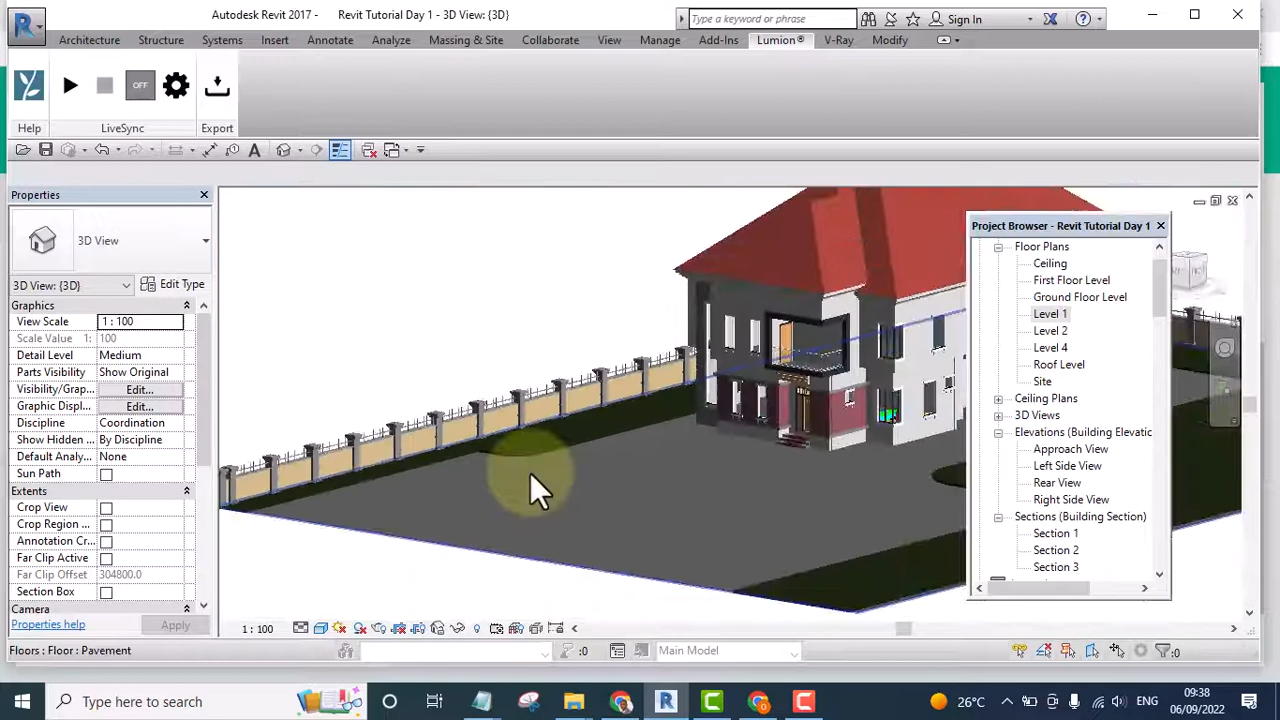 Autodesk Revit 2017 - Revit Tutorial Day 1 - 3D View: {3D}
Type a keyword or phrase
Sign In
Architecture Structure Systems Insert Annotate Analyze Massing & Site Collaborate View Manage Add-Ins Lumion® V-Ray Modify
OFF
Help LiveSync Export
Properties
3D View
3D View: {3D} Edit Type
Graphics
View Scale 1 : 100
Scale Value 1: 100
Detail Level Medium
Parts Visibility Show Original
Visibility/Grap... Edit...
Graphic Displ... Edit...
Discipline Coordination
Show Hidden ... By Discipline
Default Analy... None
Sun Path
Extents
Crop View
Crop Region ...
Annotation Cr...
Far Clip Active
Far Clip Offset 304800.0
Section Box
Camera
Properties help Apply
Project Browser - Revit Tutorial Day 1
Floor Plans
Ceiling
First Floor Level
Ground Floor Level
Level 1
Level 2
Level 4
Roof Level
Site
Ceiling Plans
3D Views
Elevations (Building Elevatic
Approach View
Left Side View
Rear View
Right Side View
Sections (Building Section)
Section 1
Section 2
Section 3
1 : 100
Floors : Floor : Pavement
:0 Main Model :0
Type here to search
26°C ENG 09:38
06/09/2022